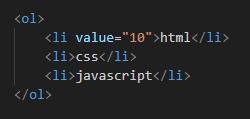 <ol>
    <li value="10">html</li>
    <li>css</li>
    <li>javascript</li>
</ol>